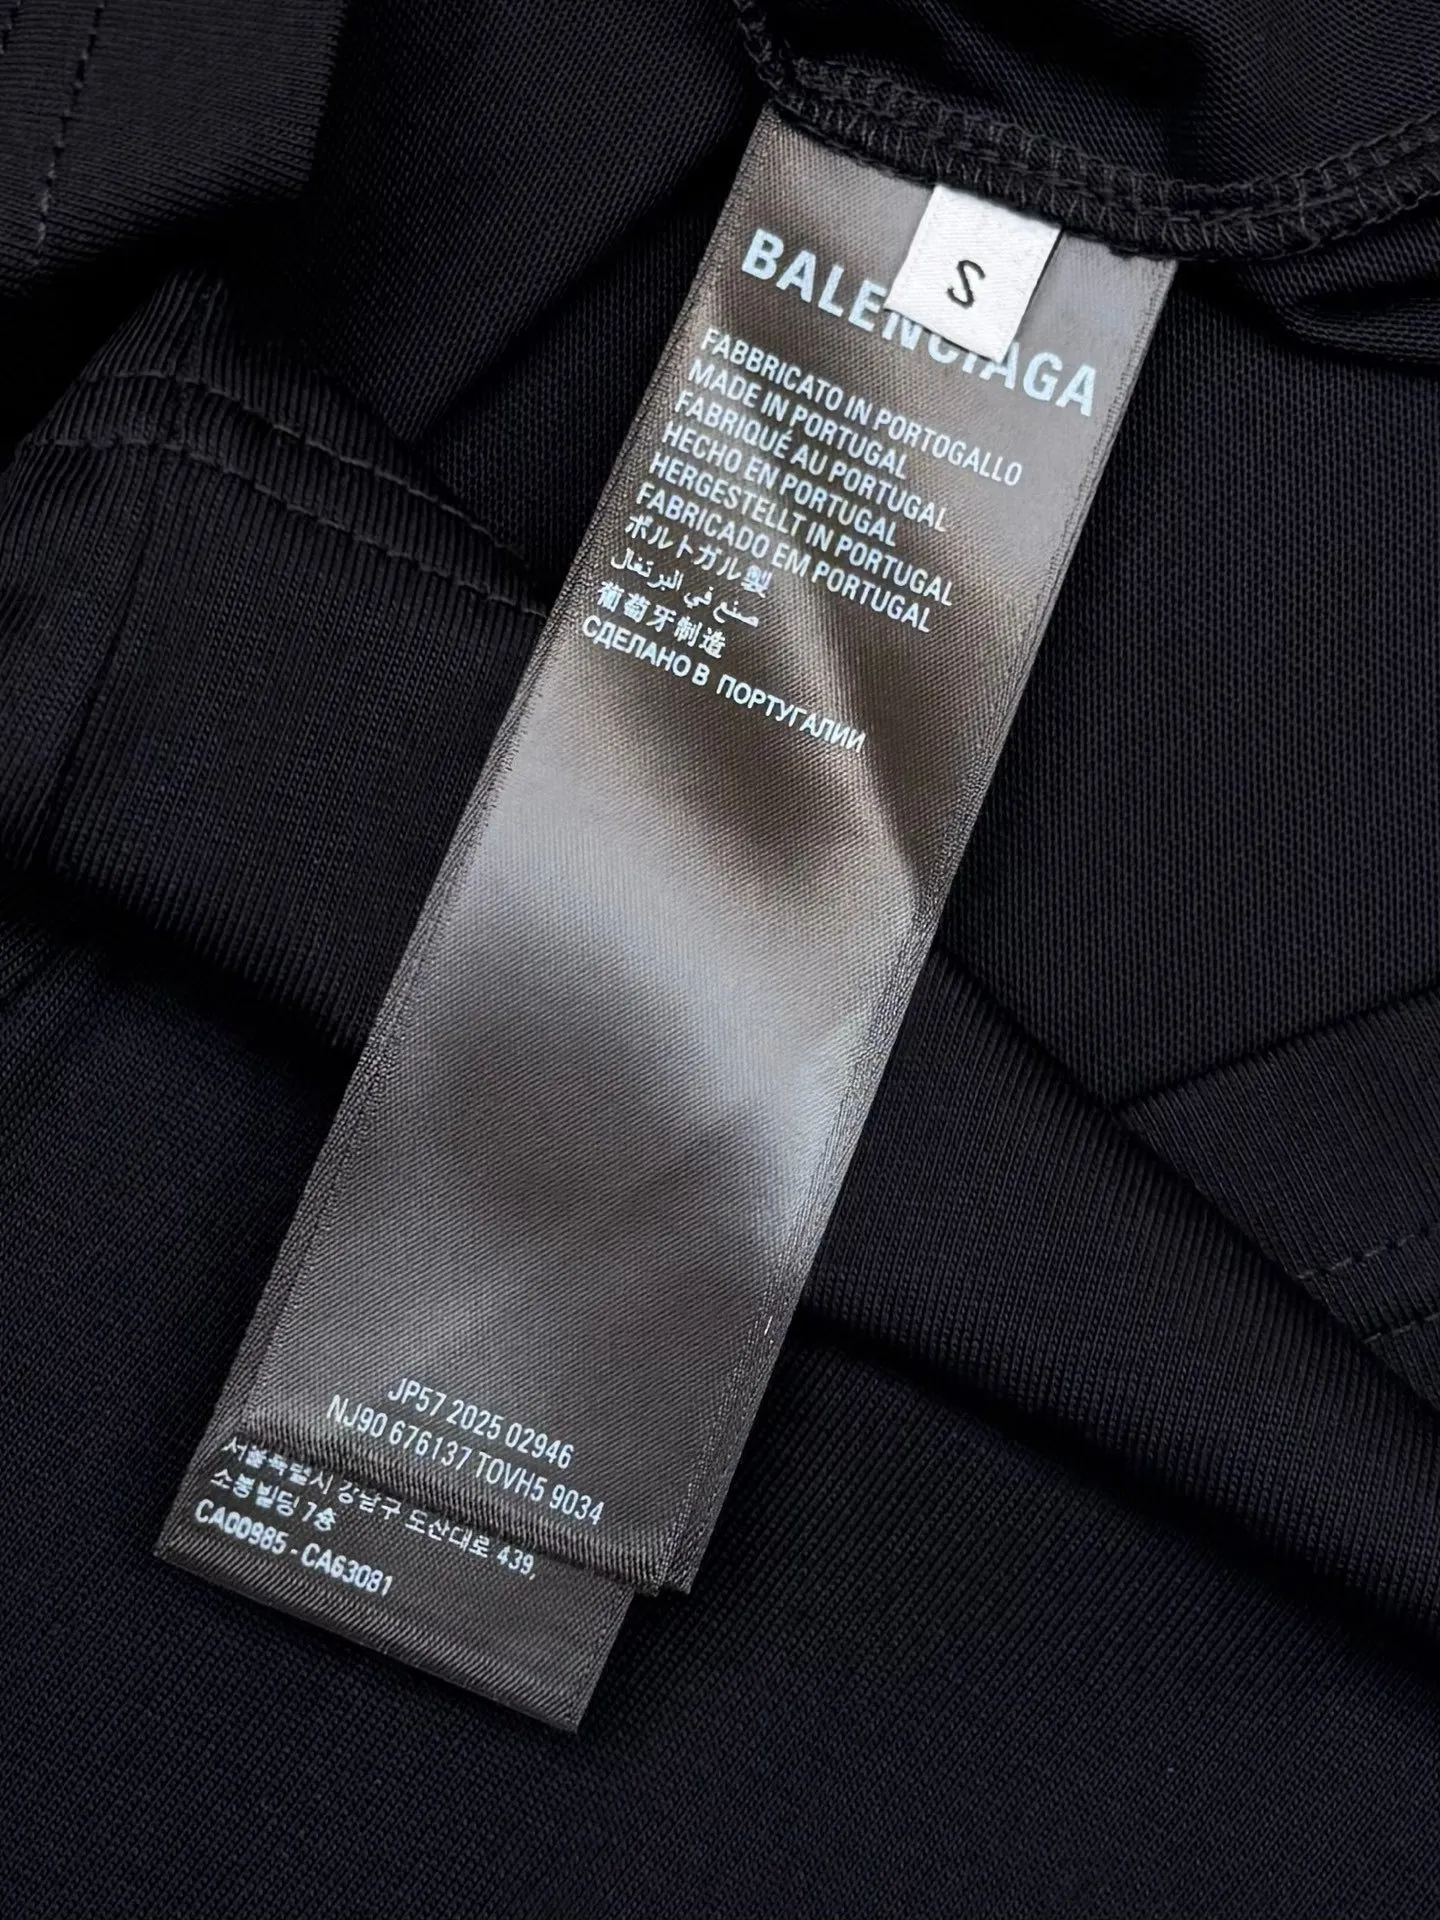 BALENCIAGA
S
FABBRICATO IN PORTOGALLO
MADE IN PORTUGAL
FABRIQUÉ AU PORTUGAL
HECHO EN PORTUGAL
HERGESTELLT IN PORTUGAL
FABRICADO EM PORTUGAL
ポルトガル製
صنع في البرتغال
葡萄牙制造
СДЕЛАНО В ПОРТУГАЛИИ
JP57 2025 02946
NJ90 676137 TOVH5 9034
서울특별시 강남구 도산대로 439,
소봉빌딩 7층
CA00985 - CA63081